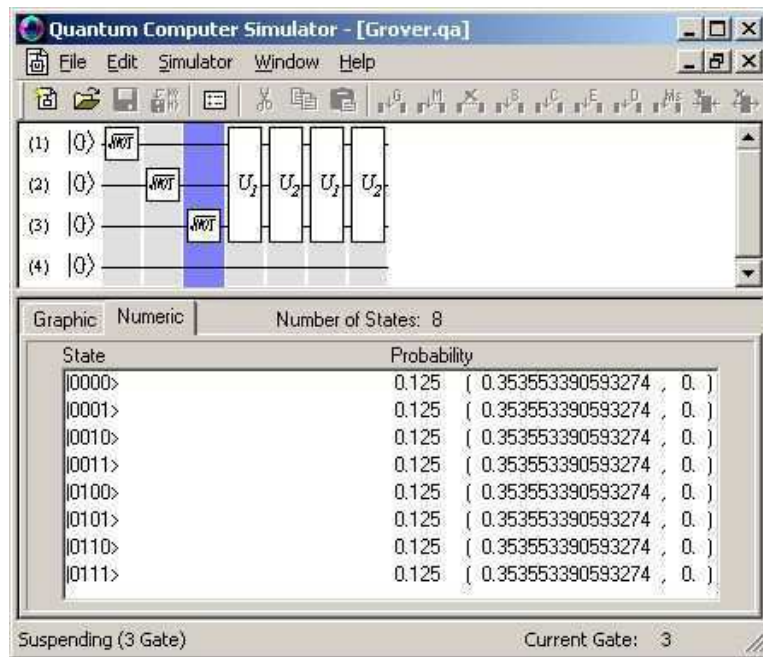 Quantum Computer Simulator - [Grover.qa]
File Edit Simulator Window Help
(1) |0⟩ √NOT
(2) |0⟩ √NOT U₁ U₂ U₁ U₂
(3) |0⟩ √NOT
(4) |0⟩
Graphic Numeric Number of States: 8
State Probability
|0000> 0.125 ( 0.353553390593274 , 0. )
|0001> 0.125 ( 0.353553390593274 , 0. )
|0010> 0.125 ( 0.353553390593274 , 0. )
|0011> 0.125 ( 0.353553390593274 , 0. )
|0100> 0.125 ( 0.353553390593274 , 0. )
|0101> 0.125 ( 0.353553390593274 , 0. )
|0110> 0.125 ( 0.353553390593274 , 0. )
|0111> 0.125 ( 0.353553390593274 , 0. )
Suspending (3 Gate) Current Gate: 3